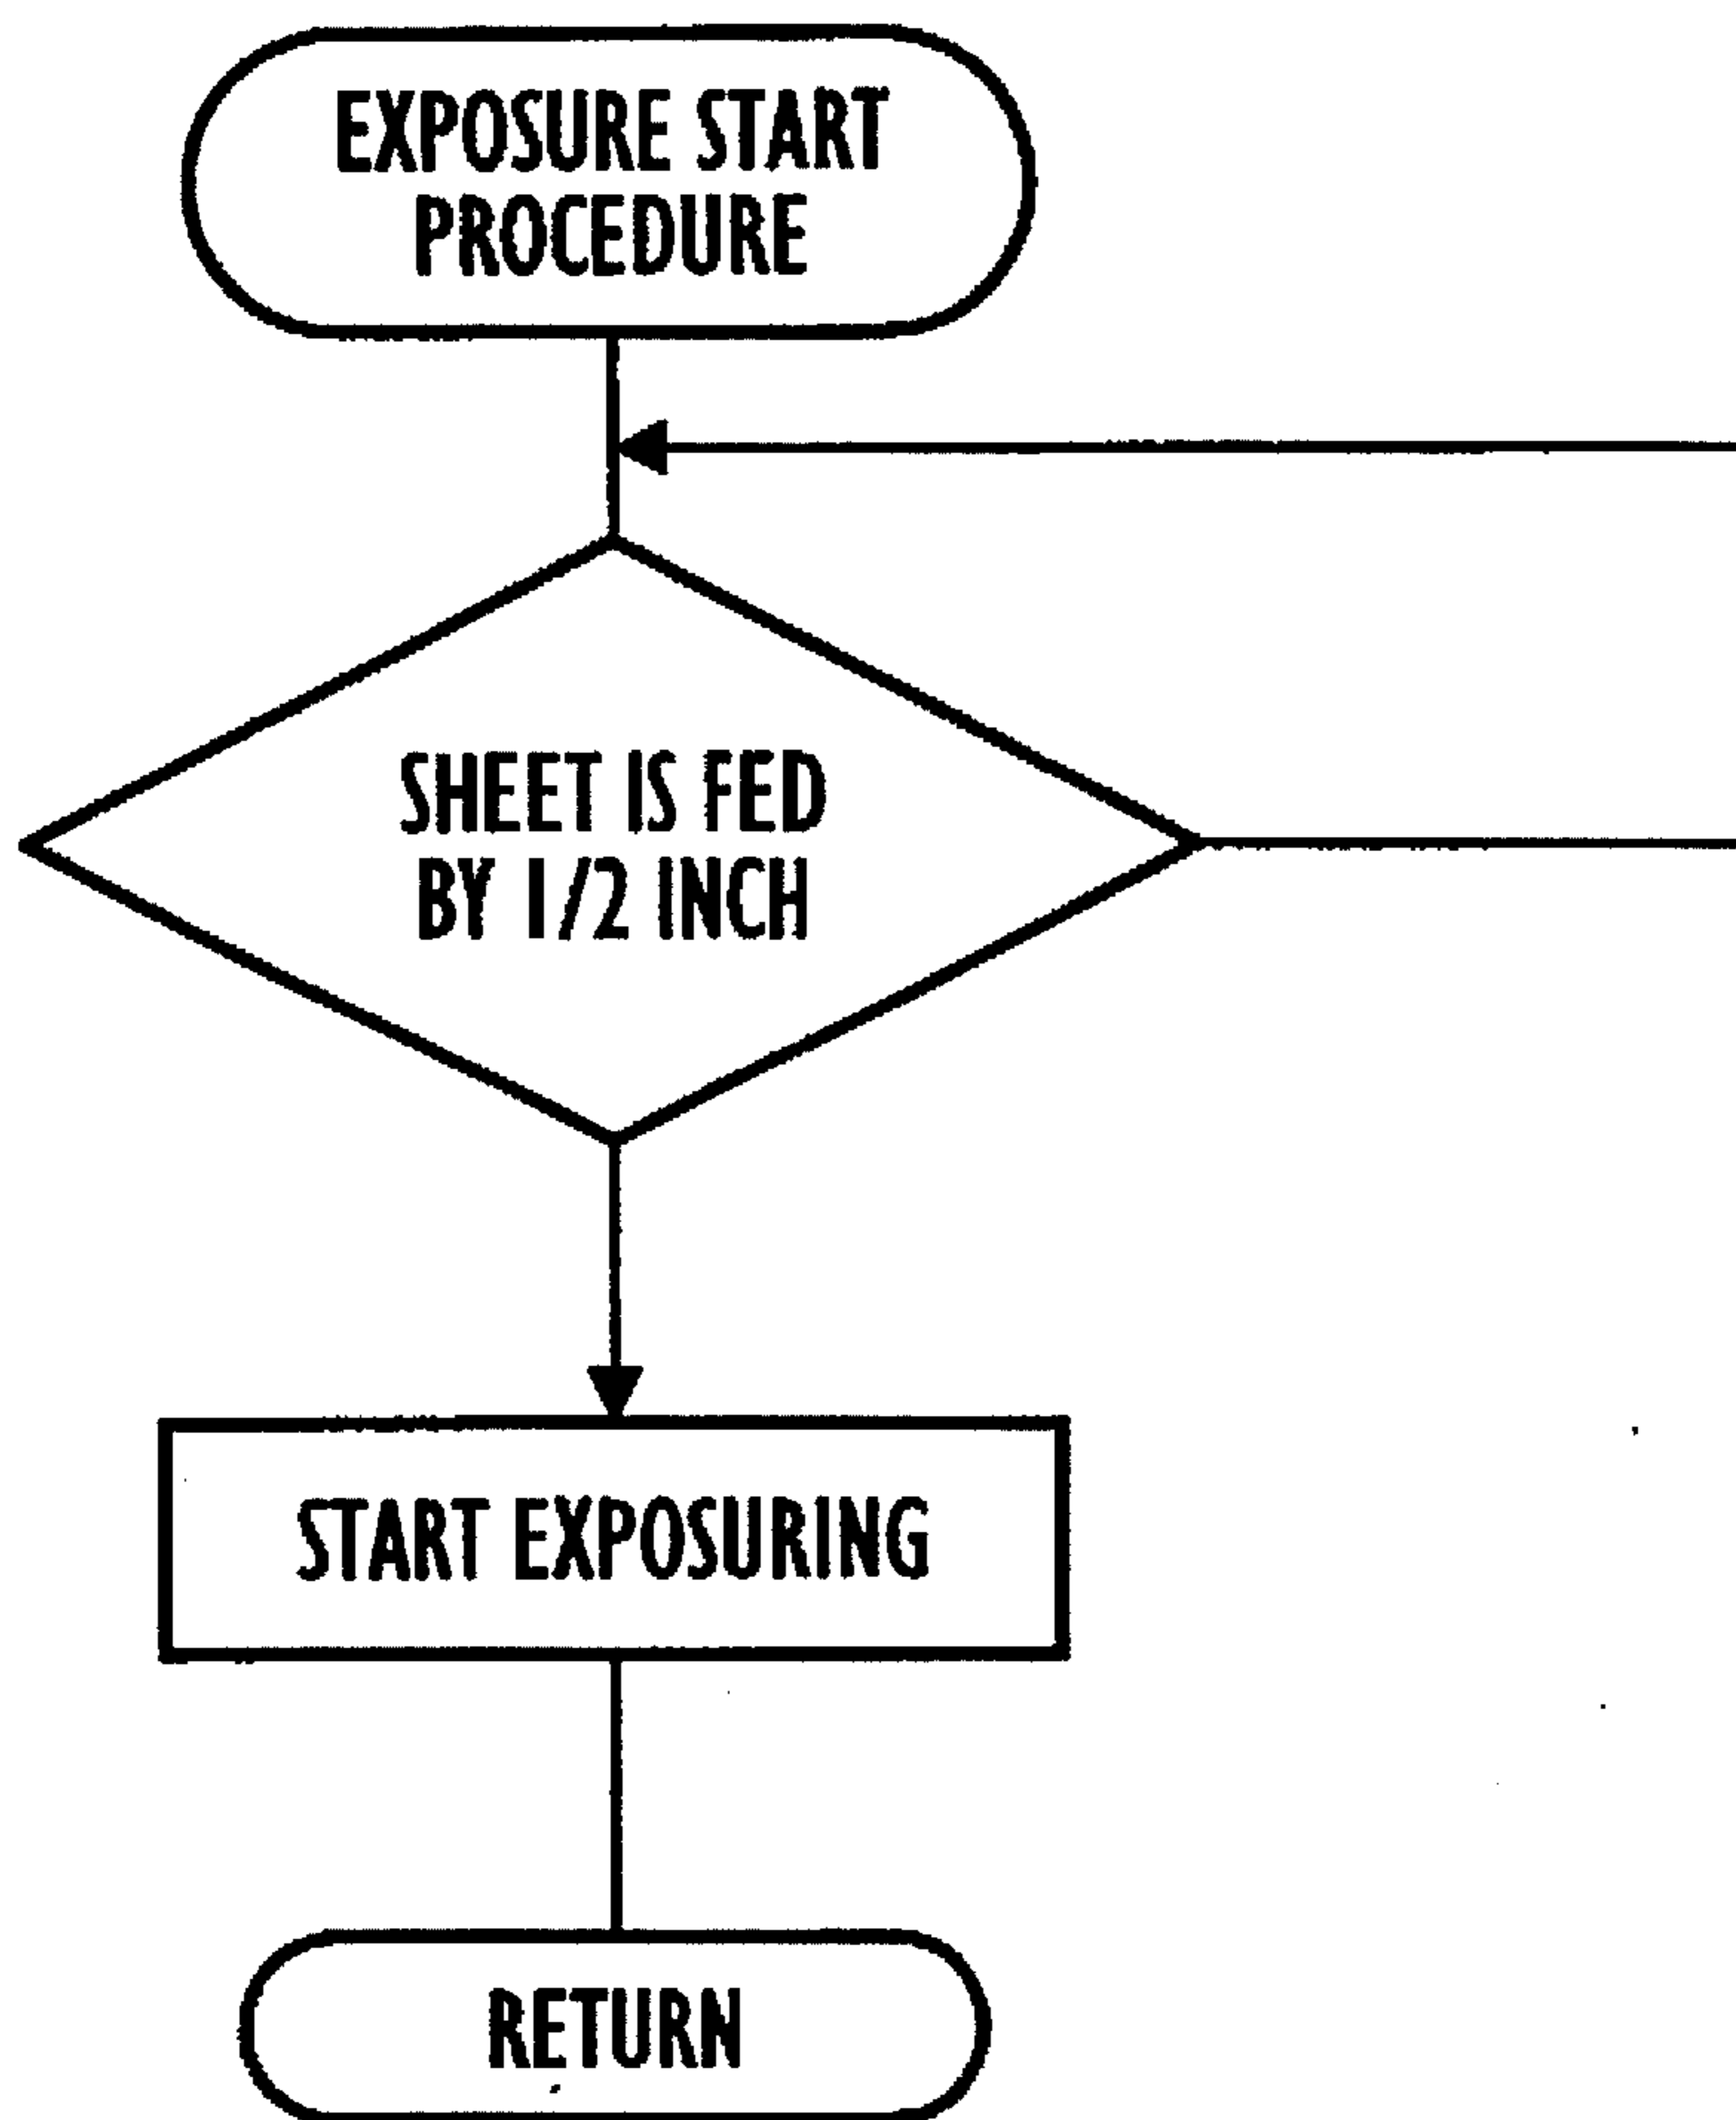 EXPOSURE START
PROCEDURE
SHEET IS FED
BY 1/2 INCH
START EXPOSURING
RETURN